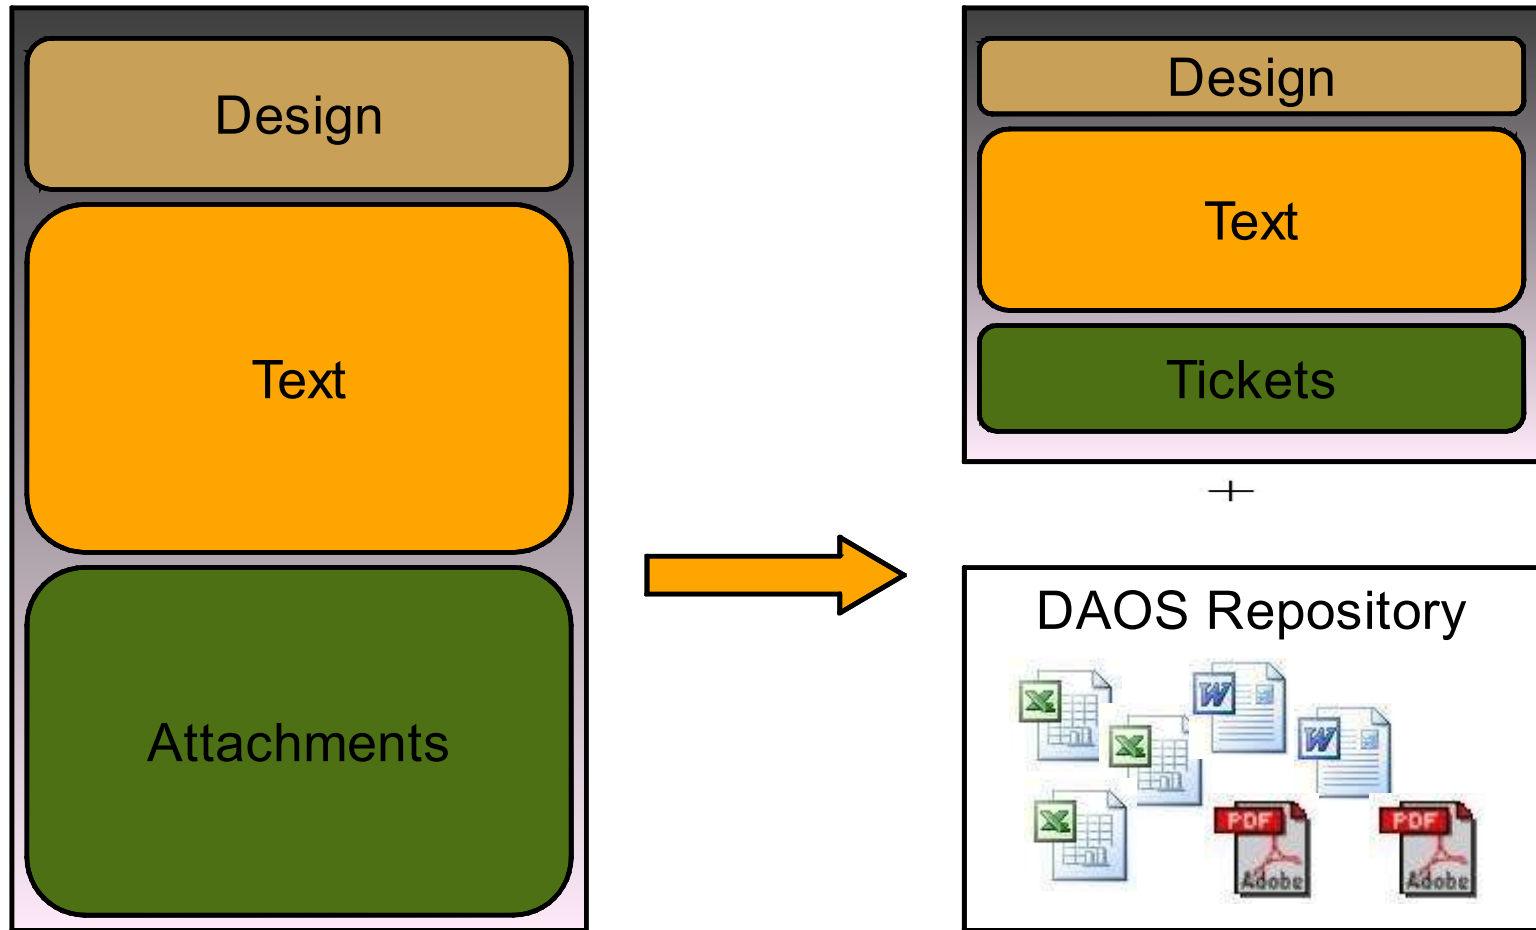 Design
Text
Attachments
Design
Text
Tickets
+
DAOS Repository
X
W
X
W
X
PDF
Adobe
PDF
Adobe